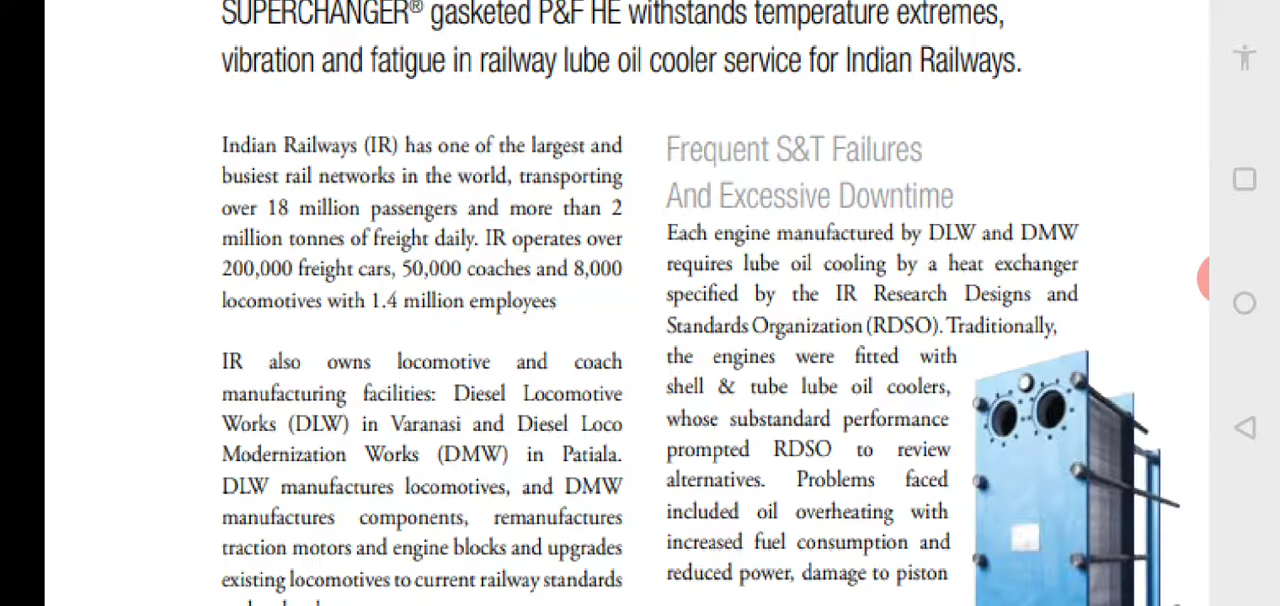 SUPERCHANGER® gasketed P&F HE withstands temperature extremes,
vibration and fatigue in railway lube oil cooler service for Indian Railways.
Indian Railways (IR) has one of the largest and
busiest rail networks in the world, transporting
over 18 million passengers and more than 2
million tonnes of freight daily. IR operates over
200,000 freight cars, 50,000 coaches and 8,000
locomotives with 1.4 million employees
IR also owns locomotive and coach
manufacturing facilities: Diesel Locomotive
Works (DLW) in Varanasi and Diesel Loco
Modernization Works (DMW) in Patiala.
DLW manufactures locomotives, and DMW
manufactures components, remanufactures
traction motors and engine blocks and upgrades
existing locomotives to current railway standards
Frequent S&T Failures
And Excessive Downtime
Each engine manufactured by DLW and DMW
requires lube oil cooling by a heat exchanger
specified by the IR Research Designs and
Standards Organization (RDSO). Traditionally,
the engines were fitted with
shell & tube lube oil coolers,
whose substandard performance
prompted RDSO to review
alternatives. Problems faced
included oil overheating with
increased fuel consumption and
reduced power, damage to piston